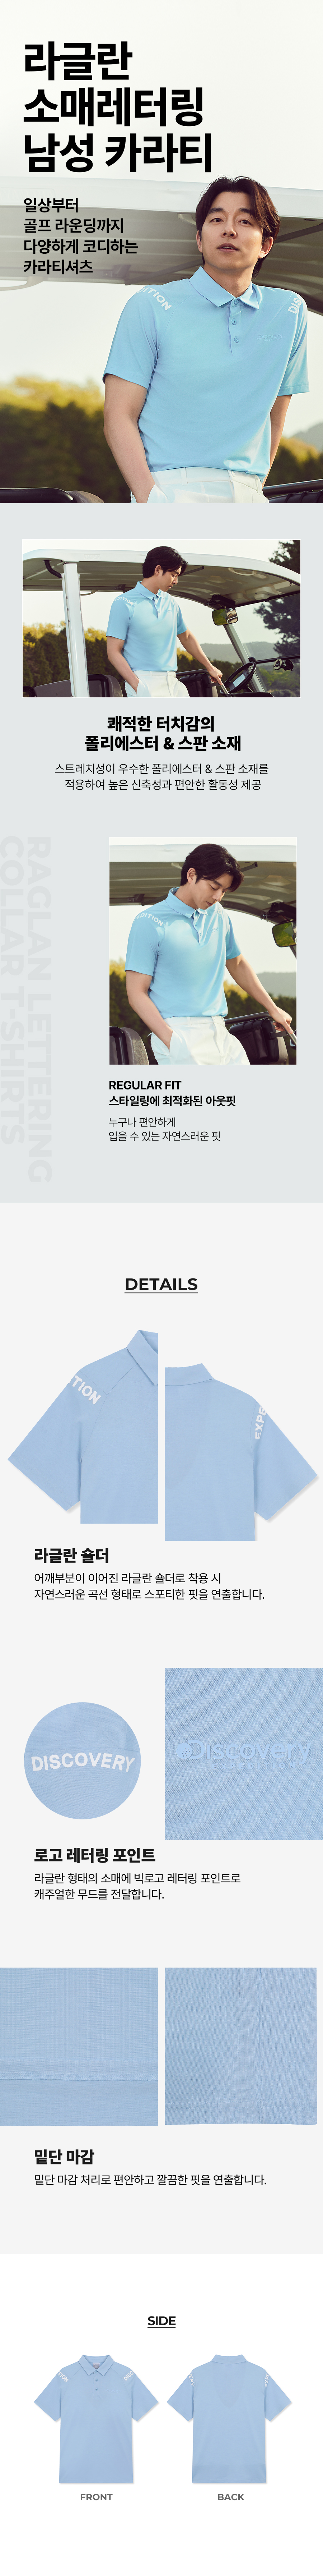 라글란
소매레터링
남성 카라티
일상부터
골프 라운딩까지
다양하게 코디하는
카라티셔츠
ITION
DIS
쾌적한 터치감의
폴리에스터 & 스판 소재
스트레치성이 우수한 폴리에스터 & 스판 소재를
적용하여 높은 신축성과 편안한 활동성 제공
RAGLAN LETTERING
COLLAR T-SHIRTS
DITION
REGULAR FIT
스타일링에 최적화된 아웃핏
누구나 편안하게
입을 수 있는 자연스러운 핏
DETAILS
TION
EXPE
라글란 숄더
어깨부분이 이어진 라글란 숄더로 착용 시
자연스러운 곡선 형태로 스포티한 핏을 연출합니다.
DISCOVERY
Discovery
EXPEDITION
로고 레터링 포인트
라글란 형태의 소매에 빅로고 레터링 포인트로
캐주얼한 무드를 전달합니다.
밑단 마감
밑단 마감 처리로 편안하고 깔끔한 핏을 연출합니다.
SIDE
FRONT
BACK